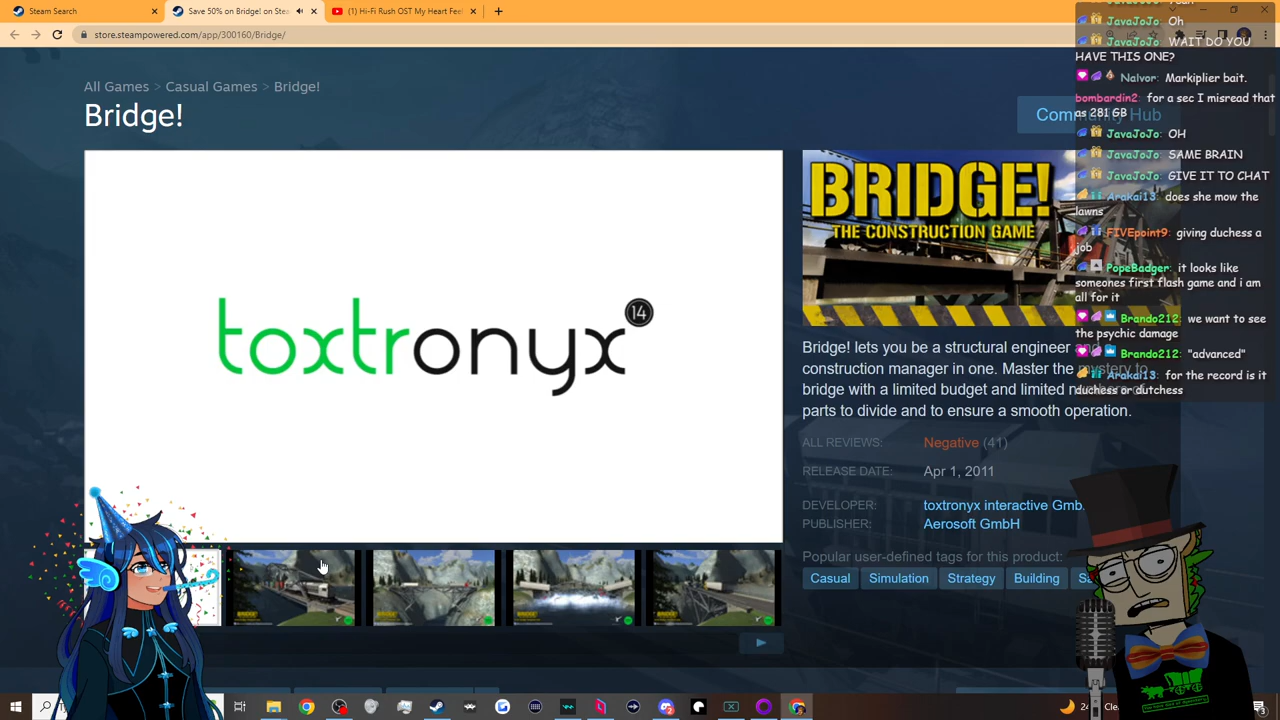 Steam Search
Save 50% on Bridge! on Ste
(1) Hi-Fi Rush OST My Heart Fee
store.steampowered.com/app/300160/Bridge/
All Games > Casual Games > Bridge!
Bridge!
Community Hub
toxtronyx 14
BRIDGE!
THE CONSTRUCTION GAME
Bridge! lets you be a structural engineer and
construction manager in one. Master the mystery to
bridge with a limited budget and limited
parts to divide and to ensure a smooth operation.
ALL REVIEWS: Negative (41)
RELEASE DATE: Apr 1, 2011
DEVELOPER: toxtronyx interactive Gmb
PUBLISHER: Aerosoft GmbH
Popular user-defined tags for this product:
Casual Simulation Strategy Building
JavaJoJo: Oh
JavaJoJo: WAIT DO YOU
HAVE THIS ONE?
Nalvor: Markiplier bait.
bombardin2: for a sec I misread that
as 281 GB
JavaJoJo: OH
JavaJoJo: SAME BRAIN
JavaJoJo: GIVE IT TO CHAT
Arakai13: does she mow the
lawns
FIVEpoint9: giving duchess a
job
PopeBadger: it looks like
someones first flash game and i am
all for it
Brando212: we want to see
the psychic damage
Brando212: "advanced"
Arakai13: for the record is it
duchess or dutchess